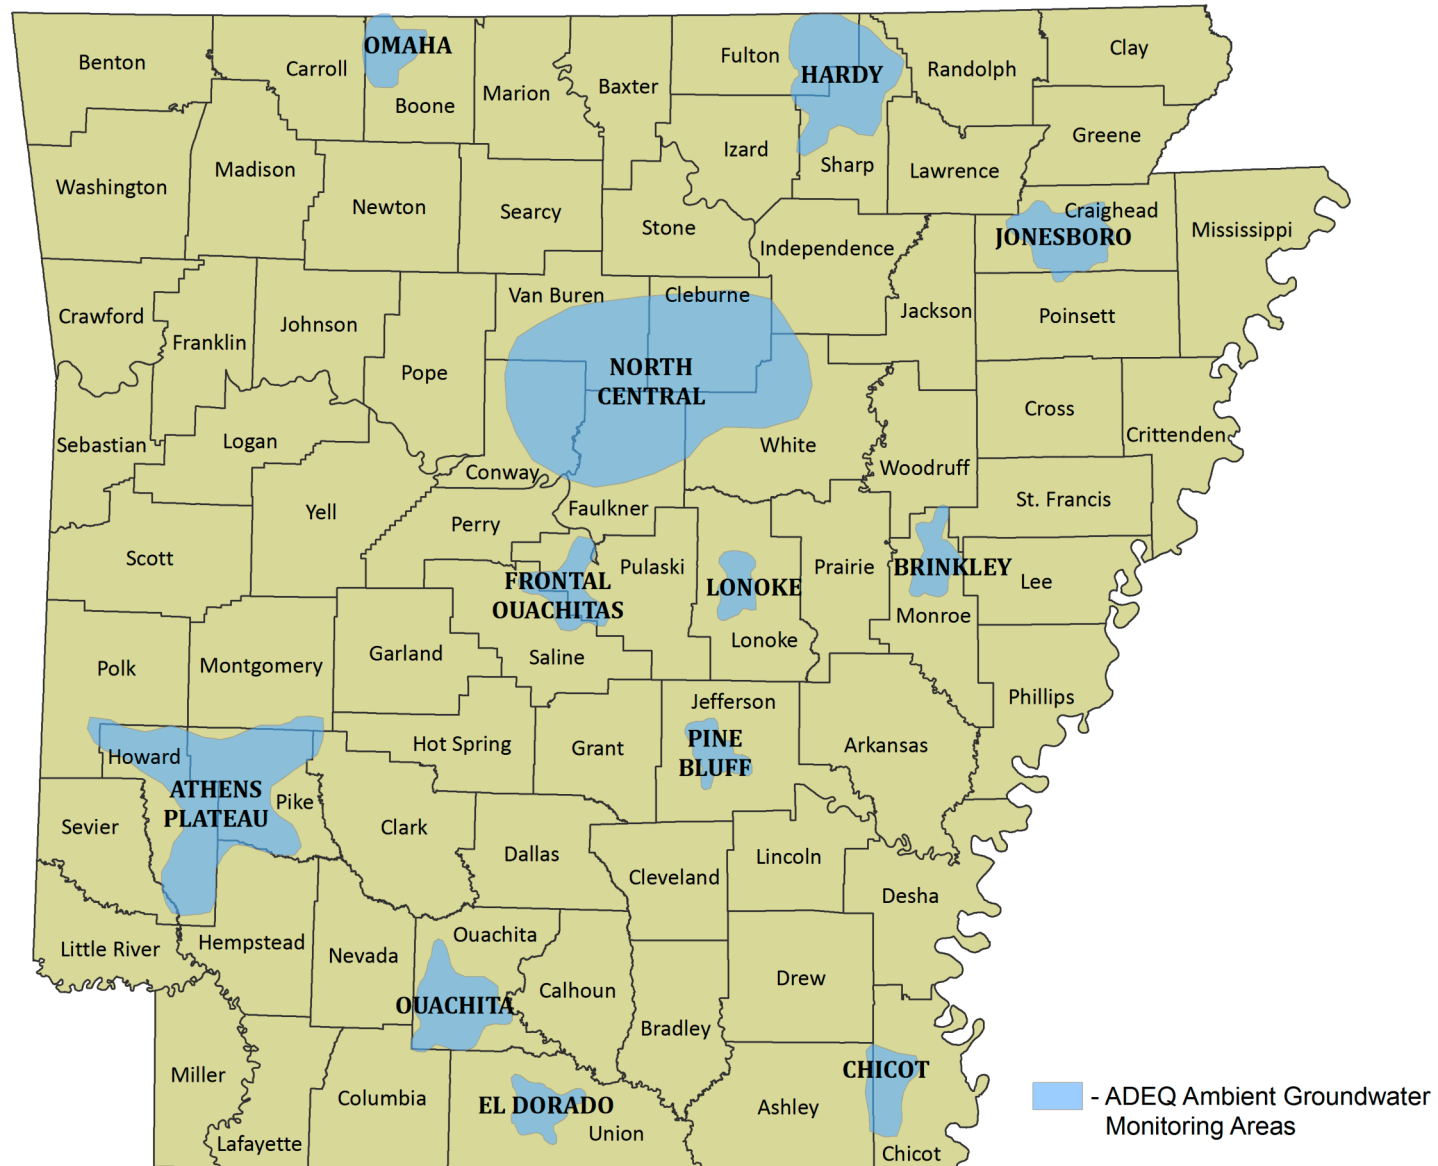 Benton
Carroll
OMAHA
Boone
Marion
Baxter
Fulton
HARDY
Randolph
Clay
Greene
Washington
Madison
Newton
Searcy
Stone
Izard
Sharp
Lawrence
Craighead
JONESBORO
Mississippi
Independence
Crawford
Franklin
Johnson
Pope
Van Buren
Cleburne
Jackson
Poinsett
NORTH
CENTRAL
Sebastian
Logan
Conway
White
Woodruff
Cross
Crittenden
St. Francis
Scott
Yell
Perry
Faulkner
FRONTAL
OUACHITAS
Pulaski
LONOKE
Lonoke
Prairie
BRINKLEY
Monroe
Lee
Polk
Montgomery
Garland
Saline
Jefferson
Phillips
Howard
ATHENS
PLATEAU
Pike
Hot Spring
Grant
PINE
BLUFF
Arkansas
Sevier
Clark
Dallas
Cleveland
Lincoln
Desha
Little River
Hempstead
Nevada
Ouachita
OUACHITA
Calhoun
Bradley
Drew
Miller
Lafayette
Columbia
EL DORADO
Union
Ashley
CHICOT
Chicot
- ADEQ Ambient Groundwater
Monitoring Areas